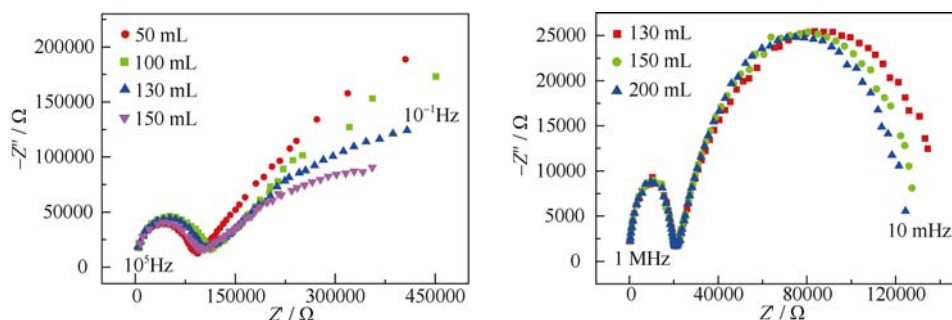 200000
150000
100000
50000
0
-Z″ / Ω
50 mL
100 mL
130 mL
150 mL
10⁻¹Hz
10⁵Hz
0
150000
300000
450000
Z′ / Ω
25000
20000
15000
10000
5000
0
-Z″ / Ω
130 mL
150 mL
200 mL
1 MHz
10 mHz
0
40000
80000
120000
Z′ / Ω